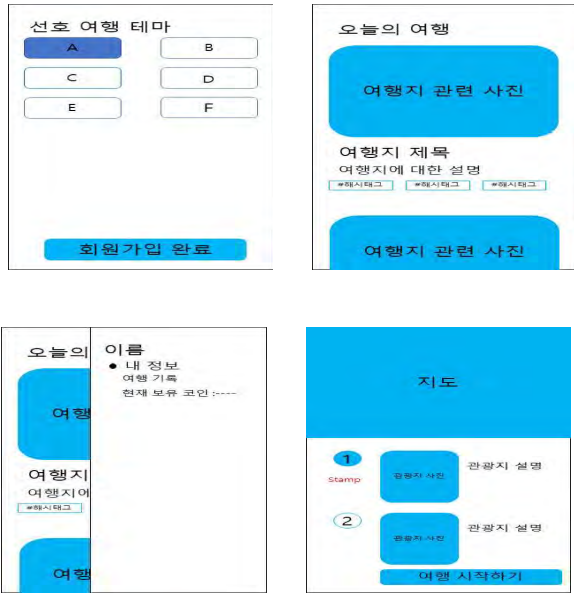 선호 여행 테마
A
B
C
D
E
F
회원가입 완료
오늘의 여행
여행지 관련 사진
여행지 제목
여행지에 대한 설명
#해시태그 #해시태그 #해시태그
여행지 관련 사진
오늘의
여행
여행지
여행지에
#해시태그
여행
이름
● 내 정보
여행 기록
현재 보유 코인 :----
지도
1
Stamp
관광지 사진
관광지 설명
2
관광지 사진
관광지 설명
여행 시작하기